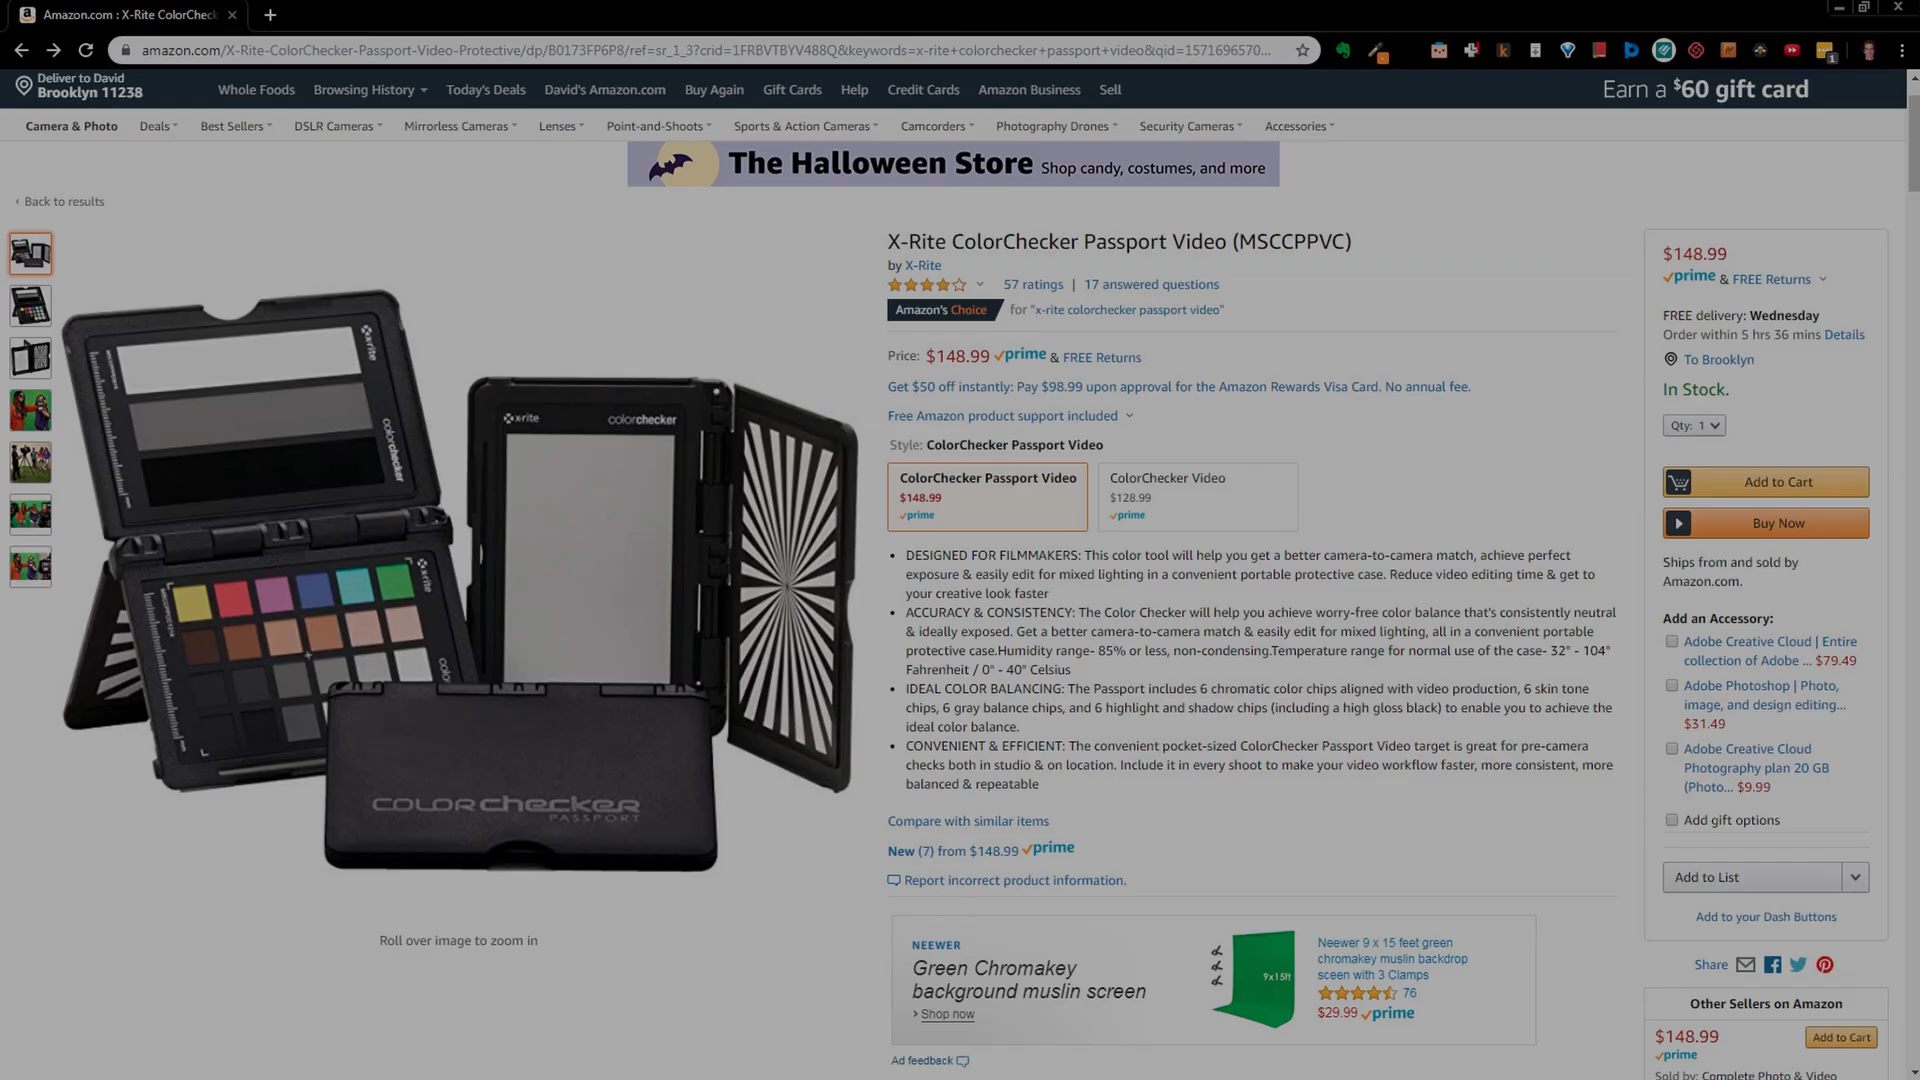 Amazon.com : X-Rite ColorCheck
amazon.com/X-Rite-ColorChecker-Passport-Video-Protective/dp/B0173FP6P8/ref=sr_1_3?crid=1FRBVTBYV488Q&keywords=x-rite+colorchecker+passport+video&qid=1571696570...
Deliver to David
Brooklyn 11238
Whole Foods Browsing History Today's Deals David's Amazon.com Buy Again Gift Cards Help Credit Cards Amazon Business Sell
Earn a $60 gift card
Camera & Photo Deals Best Sellers DSLR Cameras Mirrorless Cameras Lenses Point-and-Shoots Sports & Action Cameras Camcorders Photography Drones Security Cameras Accessories
The Halloween Store Shop candy, costumes, and more
‹ Back to results
x-rite
colorchecker
x-rite colorchecker
x-rite
COLORCHECKER
PASSPORT
Roll over image to zoom in
X-Rite ColorChecker Passport Video (MSCCPPVC)
by X-Rite
57 ratings | 17 answered questions
Amazon's Choice for "x-rite colorchecker passport video"
Price: $148.99 prime & FREE Returns
Get $50 off instantly: Pay $98.99 upon approval for the Amazon Rewards Visa Card. No annual fee.
Free Amazon product support included
Style: ColorChecker Passport Video
ColorChecker Passport Video
$148.99
prime
ColorChecker Video
$128.99
prime
• DESIGNED FOR FILMMAKERS: This color tool will help you get a better camera-to-camera match, achieve perfect
exposure & easily edit for mixed lighting in a convenient portable protective case. Reduce video editing time & get to
your creative look faster
• ACCURACY & CONSISTENCY: The Color Checker will help you achieve worry-free color balance that's consistently neutral
& ideally exposed. Get a better camera-to-camera match & easily edit for mixed lighting, all in a convenient portable
protective case.Humidity range- 85% or less, non-condensing.Temperature range for normal use of the case- 32° - 104°
Fahrenheit / 0° - 40° Celsius
• IDEAL COLOR BALANCING: The Passport includes 6 chromatic color chips aligned with video production, 6 skin tone
chips, 6 gray balance chips, and 6 highlight and shadow chips (including a high gloss black) to enable you to achieve the
ideal color balance.
• CONVENIENT & EFFICIENT: The convenient pocket-sized ColorChecker Passport Video target is great for pre-camera
checks both in studio & on location. Include it in every shoot to make your video workflow faster, more consistent, more
balanced & repeatable
Compare with similar items
New (7) from $148.99 prime
Report incorrect product information.
NEEWER
Green Chromakey
background muslin screen
› Shop now
9x15ft
Neewer 9 x 15 feet green
chromakey muslin backdrop
sceen with 3 Clamps
76
$29.99 prime
Ad feedback
$148.99
prime & FREE Returns
FREE delivery: Wednesday
Order within 5 hrs 36 mins Details
To Brooklyn
In Stock.
Qty: 1
Add to Cart
Buy Now
Ships from and sold by
Amazon.com.
Add an Accessory:
Adobe Creative Cloud | Entire
collection of Adobe ... $79.49
Adobe Photoshop | Photo,
image, and design editing...
$31.49
Adobe Creative Cloud
Photography plan 20 GB
(Photo... $9.99
Add gift options
Add to List
Add to your Dash Buttons
Share
Other Sellers on Amazon
$148.99
prime
Add to Cart
Sold by: Complete Photo & Video